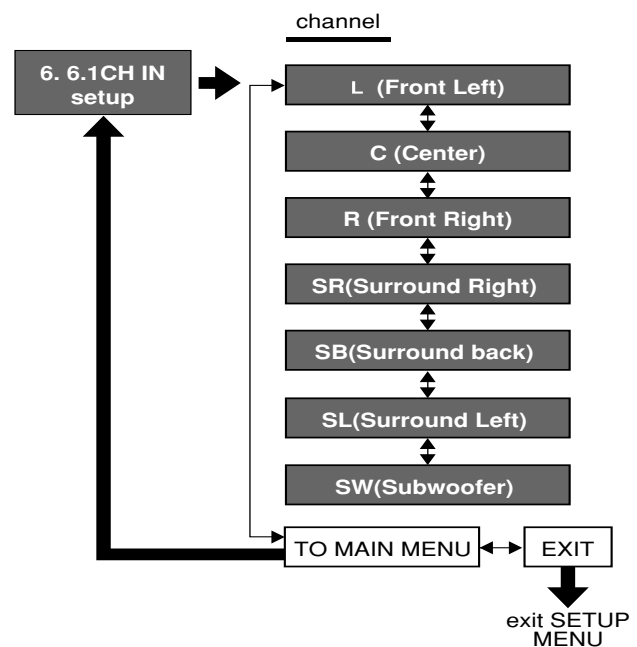 channel
6. 6.1CH IN
setup
L (Front Left)
C (Center)
R (Front Right)
SR(Surround Right)
SB(Surround back)
SL(Surround Left)
SW(Subwoofer)
TO MAIN MENU
EXIT
exit SETUP
MENU